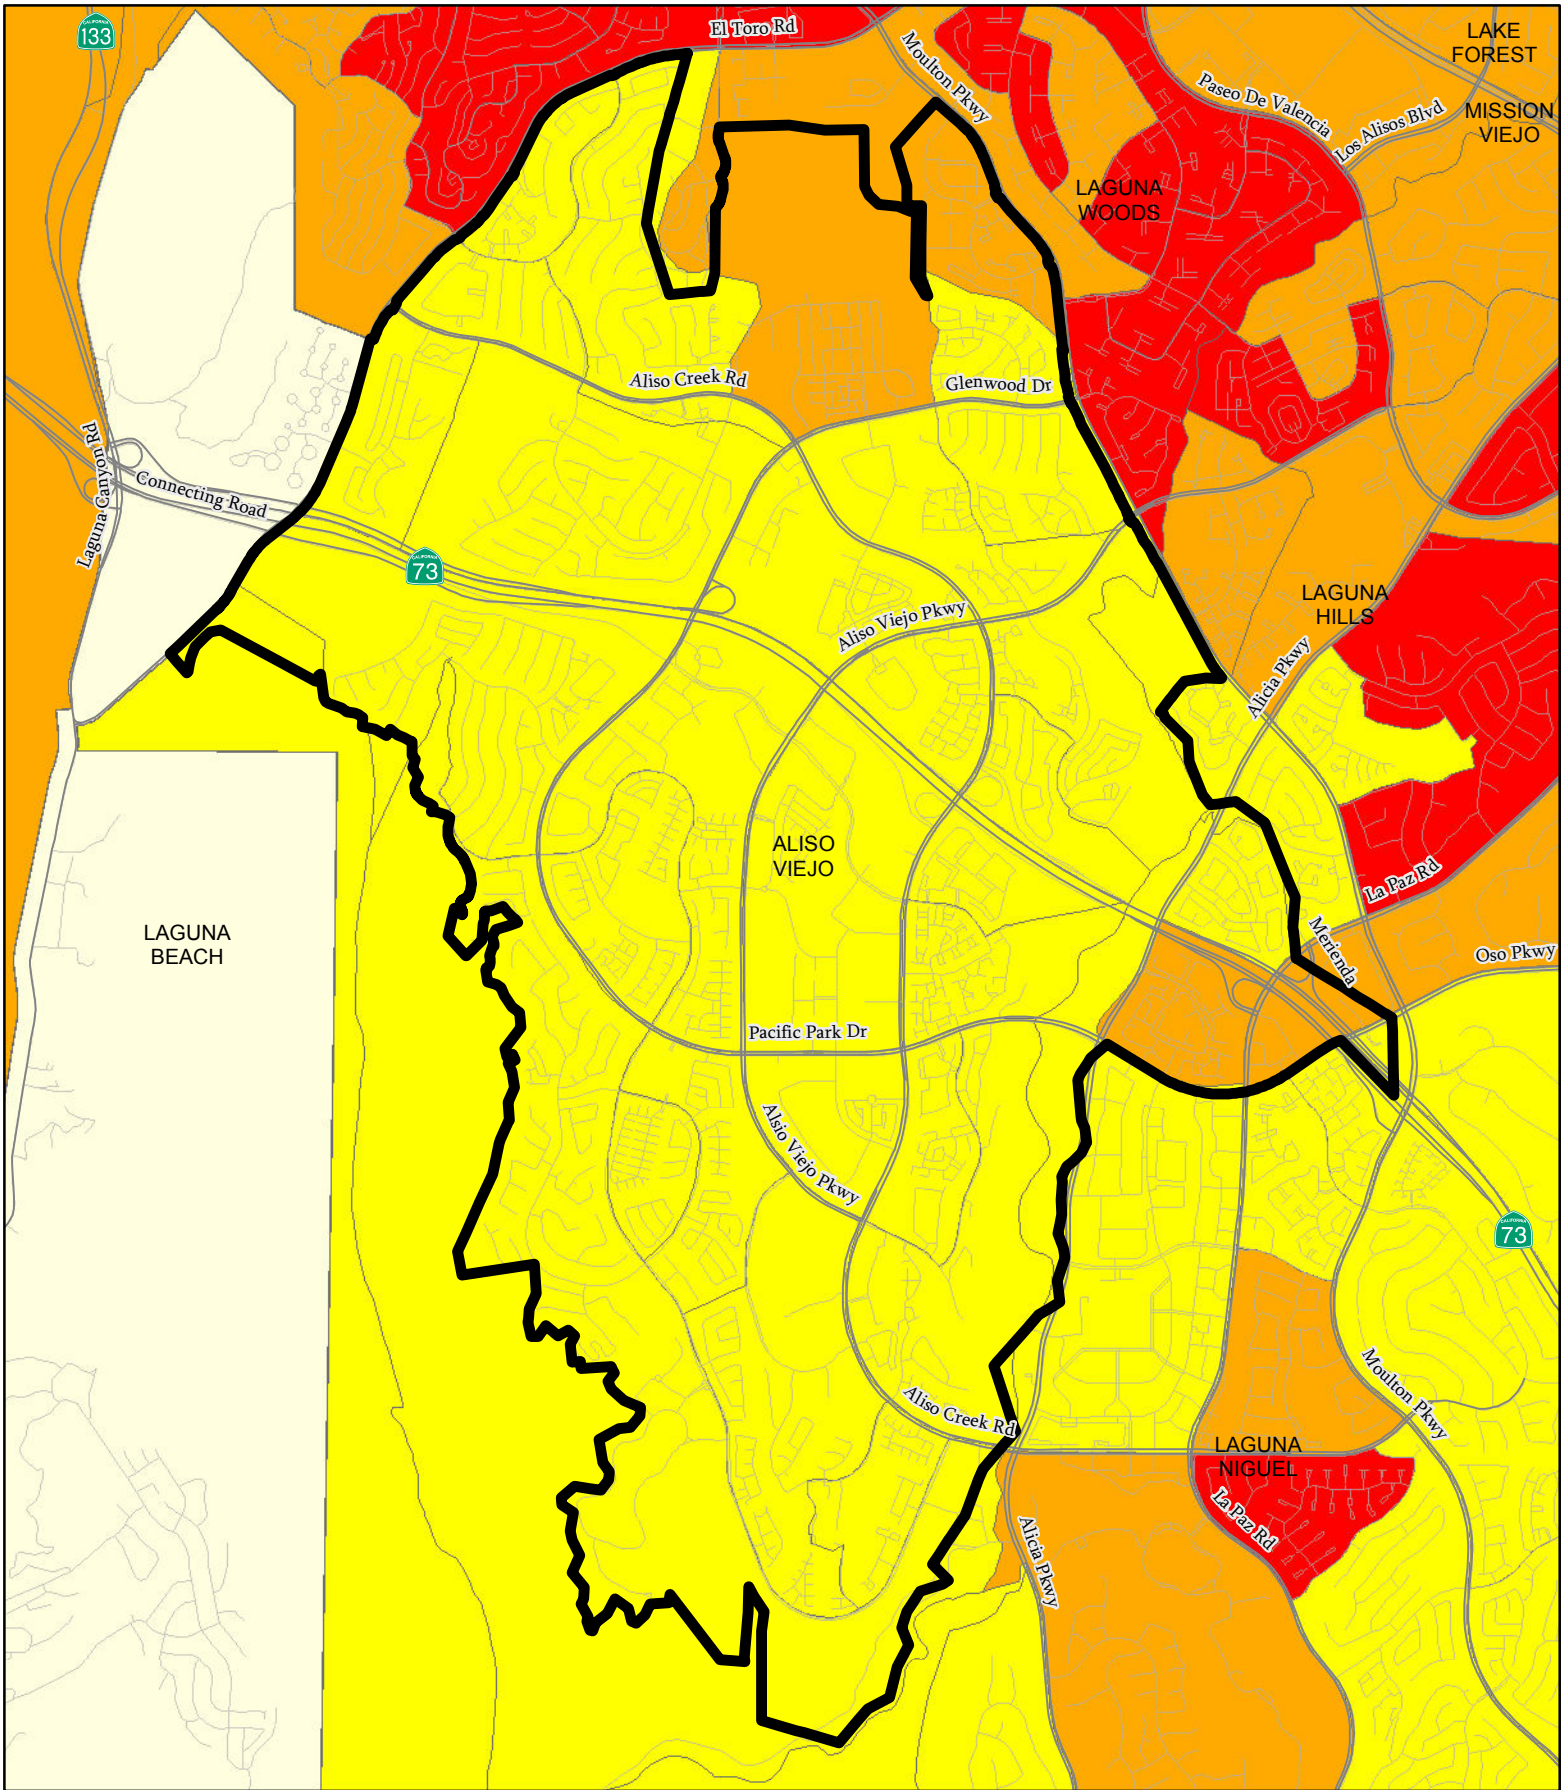 CALIFORNIA
133
El Toro Rd
Moulton Pkwy
LAKE
FOREST
Paseo De Valencia
Los Alisos Blvd
MISSION
VIEJO
LAGUNA
WOODS
Aliso Creek Rd
Glenwood Dr
Laguna Canyon Rd
Connecting Road
CALIFORNIA
73
Aliso Viejo Pkwy
LAGUNA
HILLS
Alicia Pkwy
ALISO
VIEJO
La Paz Rd
LAGUNA
BEACH
Merienda
Oso Pkwy
Pacific Park Dr
Alsio Viejo Pkwy
CALIFORNIA
73
Moulton Pkwy
Aliso Creek Rd
LAGUNA
NIGUEL
La Paz Rd
Alicia Pkwy